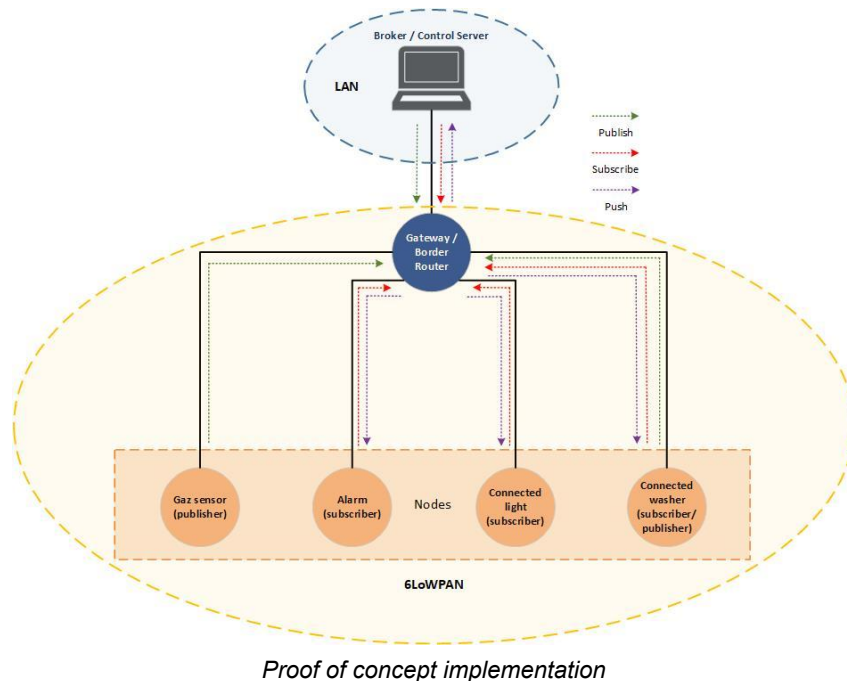 Broker / Control Server
LAN
Publish
Subscribe
Push
Gateway /
Border
Router
Gaz sensor
(publisher)
Alarm
(subscriber)
Nodes
Connected
light
(subscriber)
Connected
washer
(subscriber/
publisher)
6LoWPAN
Proof of concept implementation